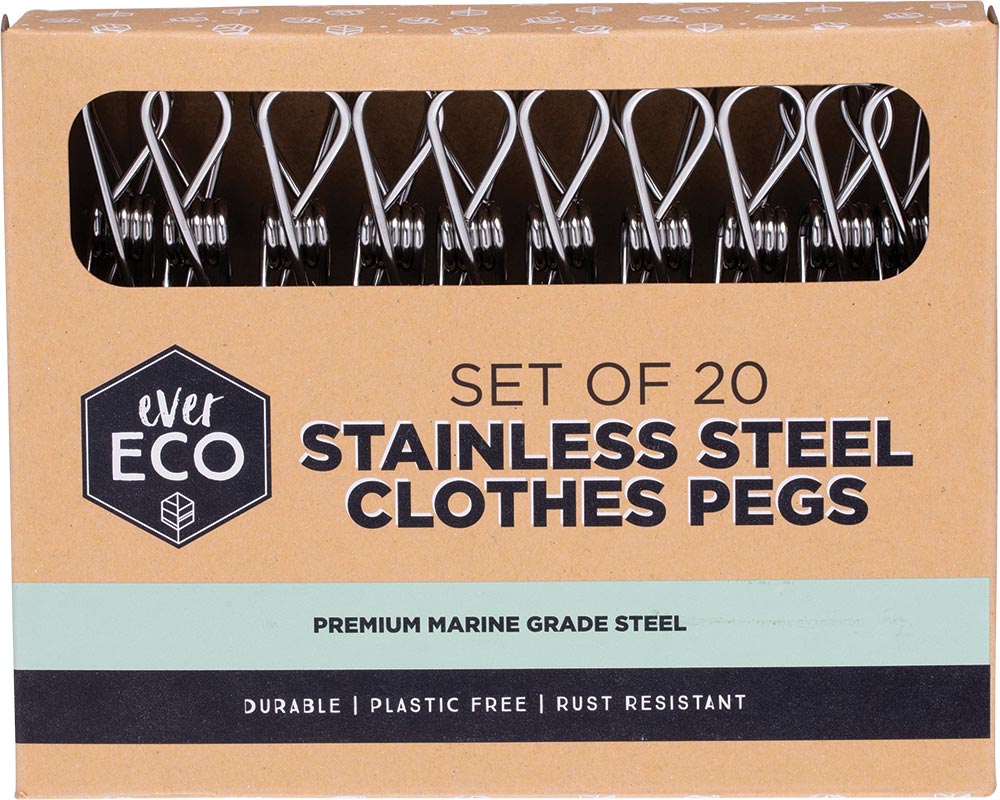 ever
ECO
SET OF 20
STAINLESS STEEL
CLOTHES PEGS
PREMIUM MARINE GRADE STEEL
DURABLE | PLASTIC FREE | RUST RESISTANT